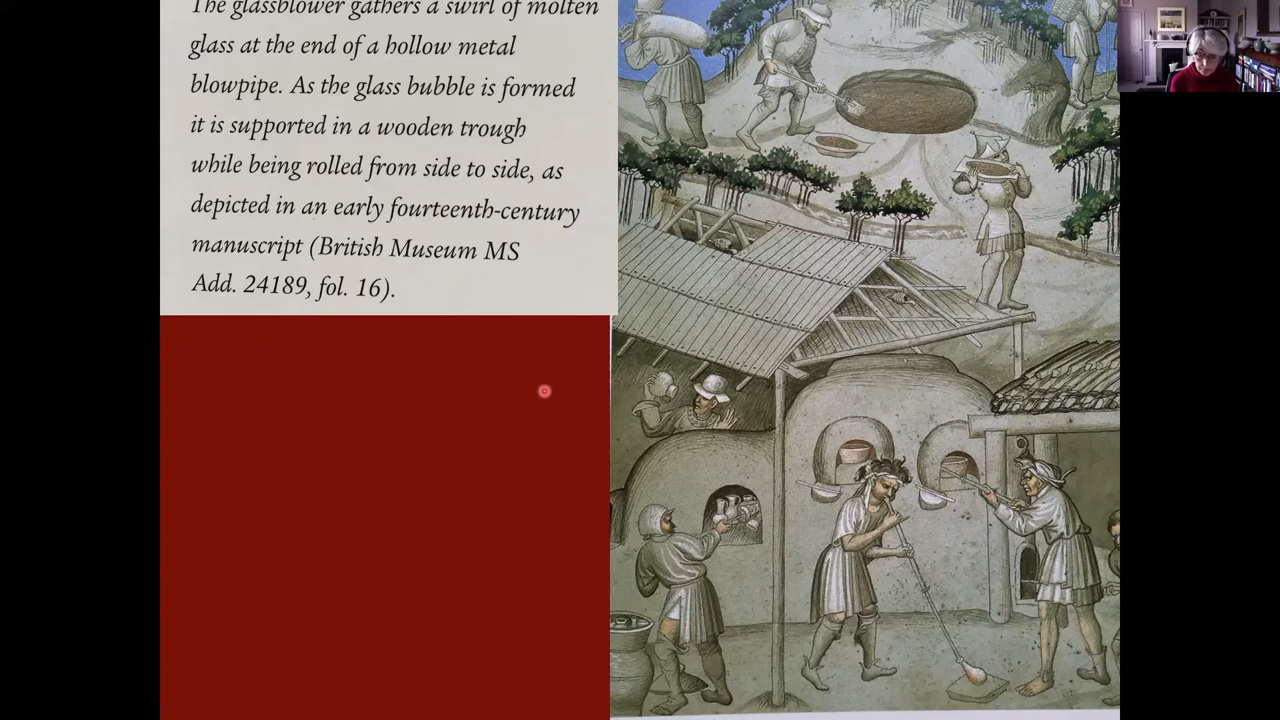 The glassblower gathers a swirl of molten
glass at the end of a hollow metal
blowpipe. As the glass bubble is formed
it is supported in a wooden trough
while being rolled from side to side, as
depicted in an early fourteenth-century
manuscript (British Museum MS
Add. 24189, fol. 16).